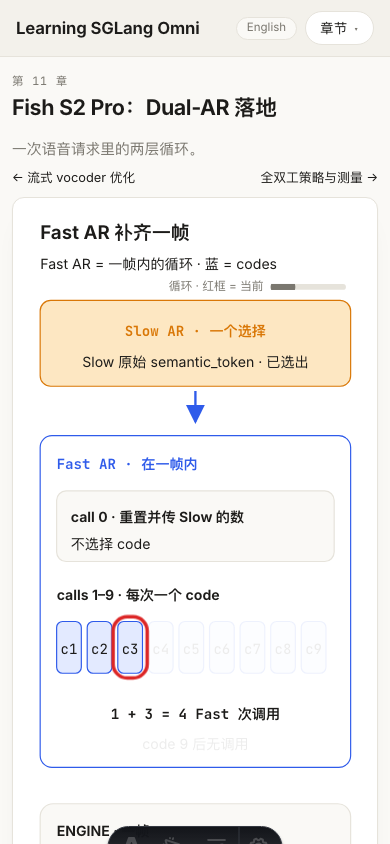 Learning SGLang Omni
English
章节
第 11 章
Fish S2 Pro：Dual-AR 落地
一次语音请求里的两层循环。
← 流式 vocoder 优化
全双工策略与测量 →
Fast AR 补齐一帧
Fast AR = 一帧内的循环 · 蓝 = codes
循环 · 红框 = 当前
Slow AR · 一个选择
Slow 原始 semantic_token · 已选出
Fast AR · 在一帧内
call 0 · 重置并传 Slow 的数
不选择 code
calls 1–9 · 每次一个 code
c1 c2 c3 c4 c5 c6 c7 c8 c9
1 + 3 = 4 Fast 次调用
code 9 后无调用
ENGINE